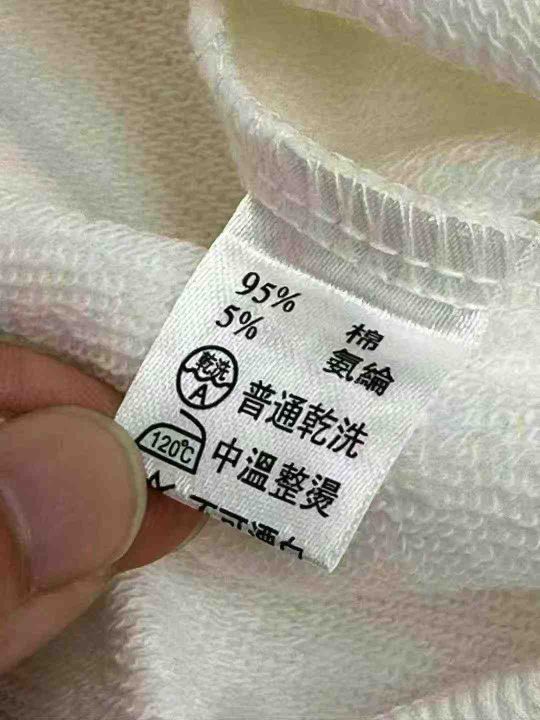 95% 棉
5% 氨綸
乾洗 A 普通乾洗
120℃ 中溫整燙